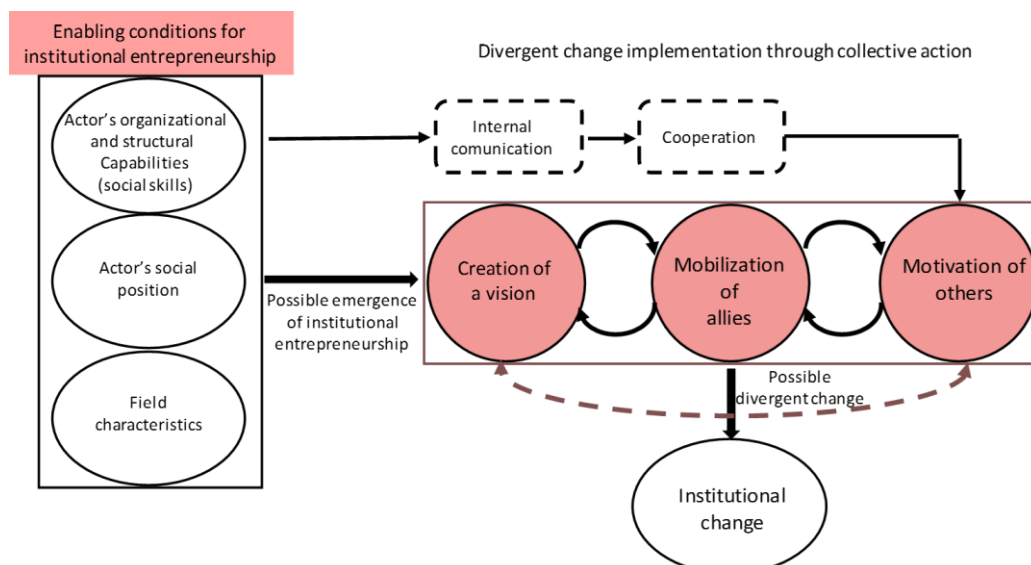 Enabling conditions for
institutional entrepreneurship
Divergent change implementation through collective action
Actor's organizational
and structural
Capabilities
(social skills)
Internal
comunication
Cooperation
Actor's social
position
Possible emergence
of institutional
entrepreneurship
Creation of
a vision
Mobilization
of
allies
Motivation of
others
Field
characteristics
Possible
divergent change
Institutional
change